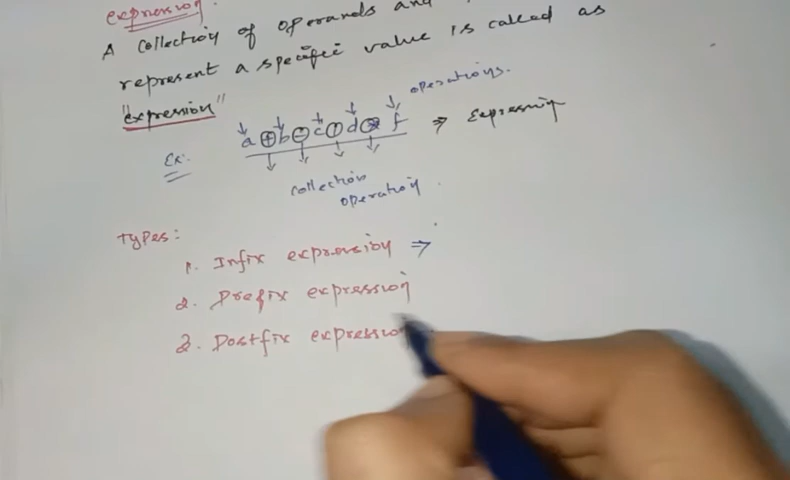 expression.
A collection of operands and
represent a specific value is called as
"expression"
operations.
Ex: a + b - c / d * f ⇒ Expression
collection
operation.
Types:
1. Infix expression ⇒
2. Prefix expression
3. Postfix expression